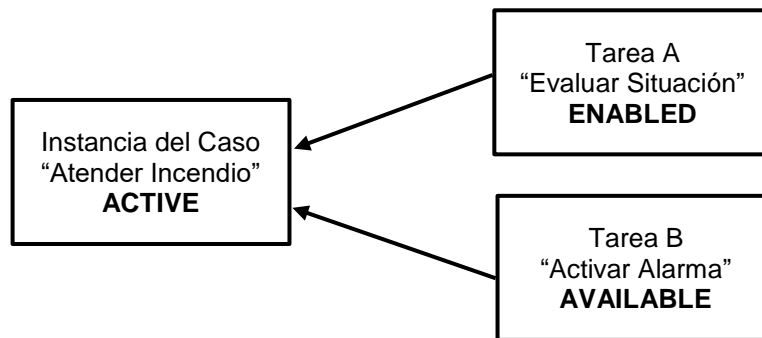 Instancia del Caso
“Atender Incendio”
ACTIVE
Tarea A
“Evaluar Situación”
ENABLED
Tarea B
“Activar Alarma”
AVAILABLE